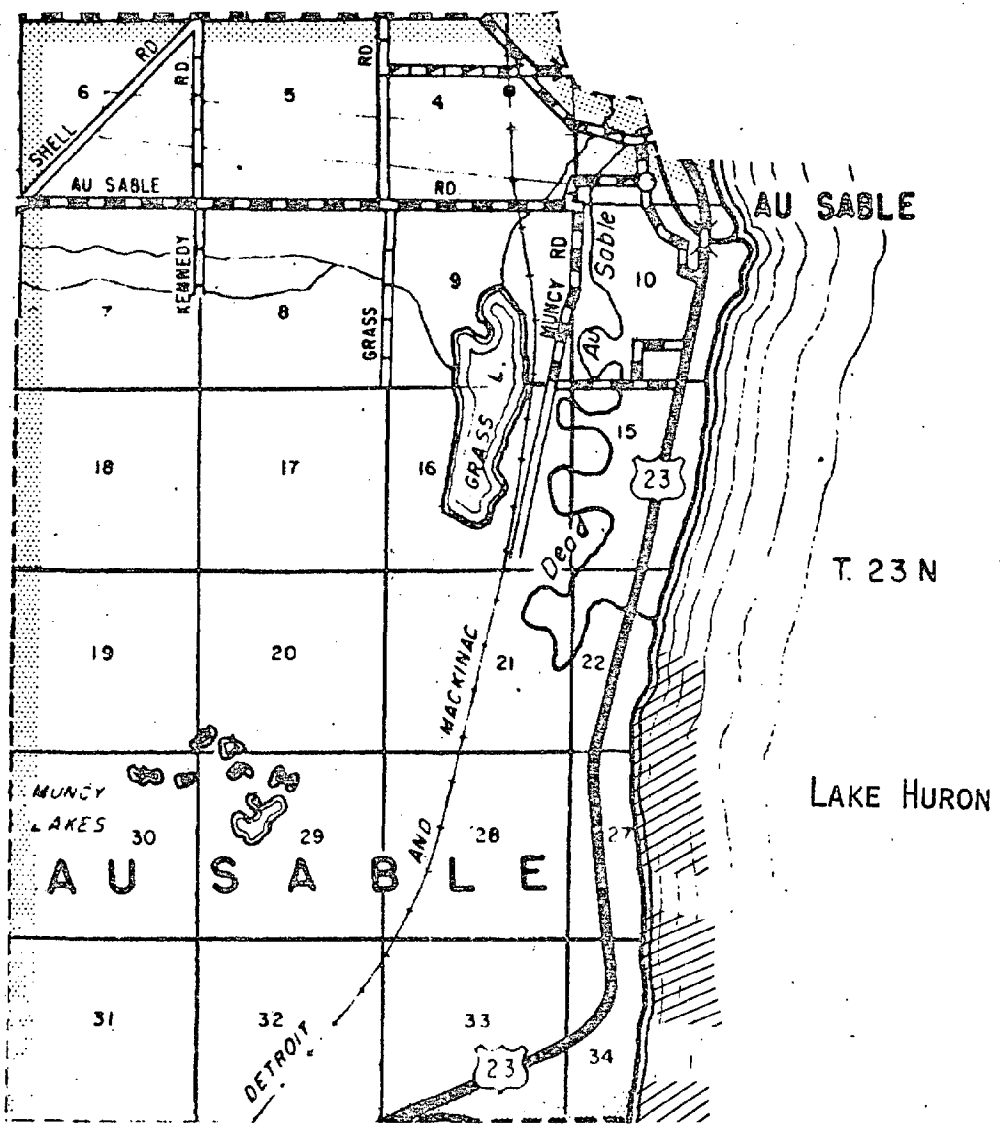 6
SHELL RD
RD
5
RD
4
AU SABLE
RD
AU SABLE
KENNEDY
7
8
GRASS
9
MUNCY RD
Au Sable
10
18
17
16
GRASS L.
15
23
Dead
T. 23 N
19
20
21
22
MACKINAC
MUNCY
LAKES
30
29
AND
28
27
LAKE HURON
AU SABLE
31
32
33
34
DETROIT
23